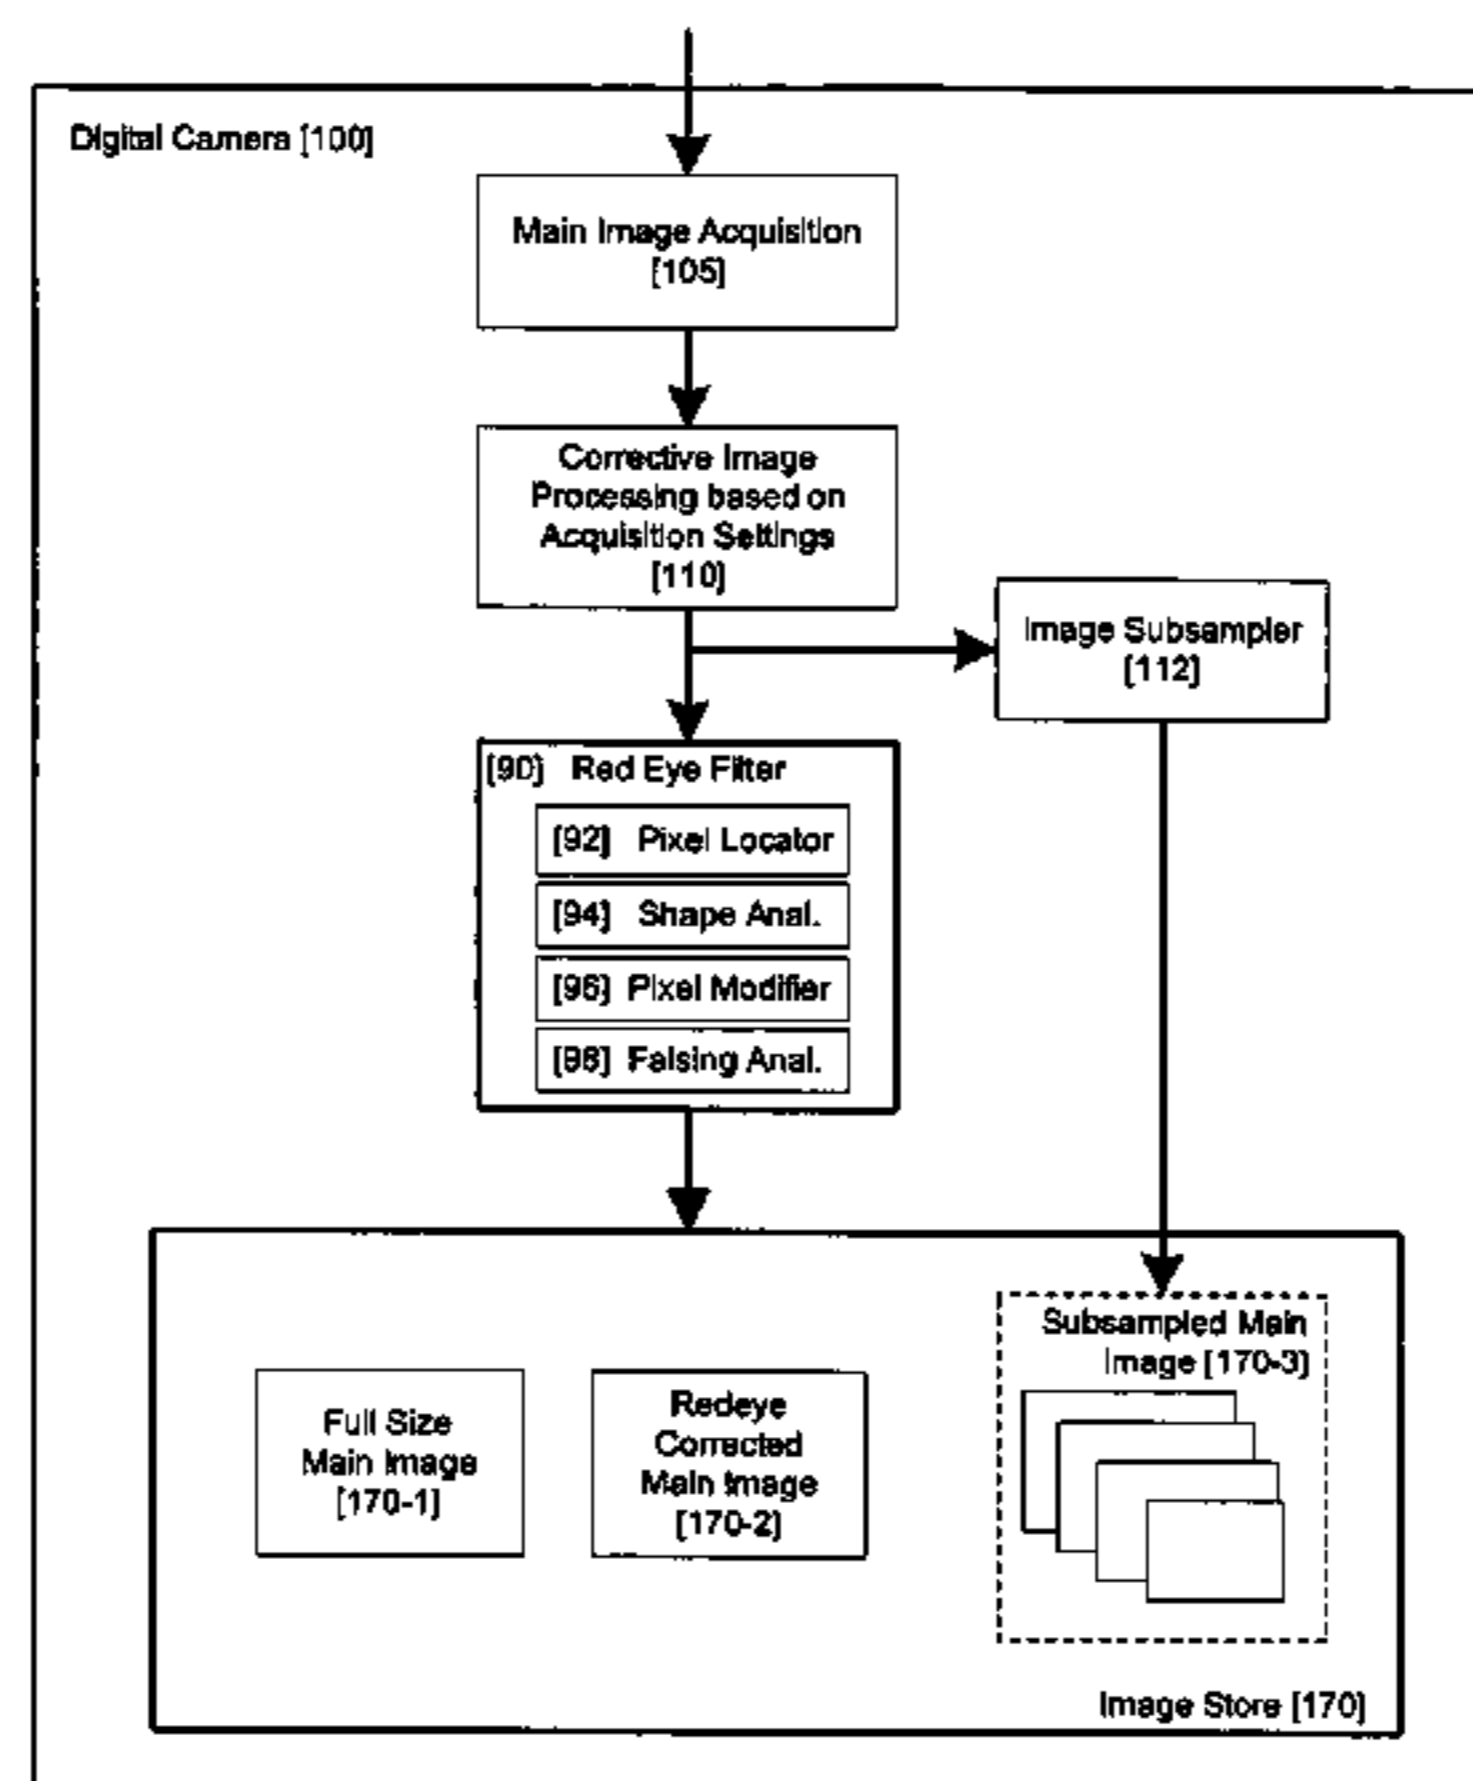 Digital Camera [100]
Main Image Acquisition
[105]
Corrective Image
Processing based on
Acquisition Settings
[110]
Image Subsampler
[112]
[90] Red Eye Filter
[92] Pixel Locator
[94] Shape Anal.
[96] Pixel Modifier
[98] Falsing Anal.
Subsampled Main
Image [170-3]
Full Size
Main Image
[170-1]
Redeye
Corrected
Main Image
[170-2]
Image Store [170]